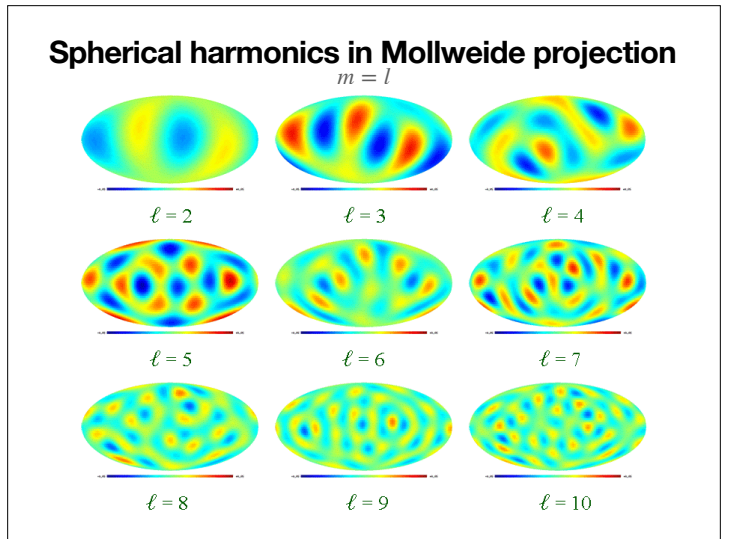 Spherical harmonics in Mollweide projection
m = l
ℓ = 2
ℓ = 3
ℓ = 4
ℓ = 5
ℓ = 6
ℓ = 7
ℓ = 8
ℓ = 9
ℓ = 10